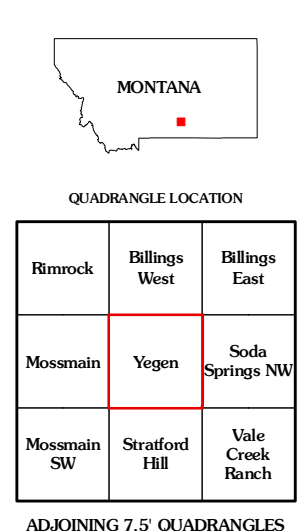 MONTANA
QUADRANGLE LOCATION
Rimrock
Billings
West
Billings
East
Mossmain
Yegen
Soda
Springs NW
Mossmain
SW
Stratford
Hill
Vale
Creek
Ranch
ADJOINING 7.5' QUADRANGLES